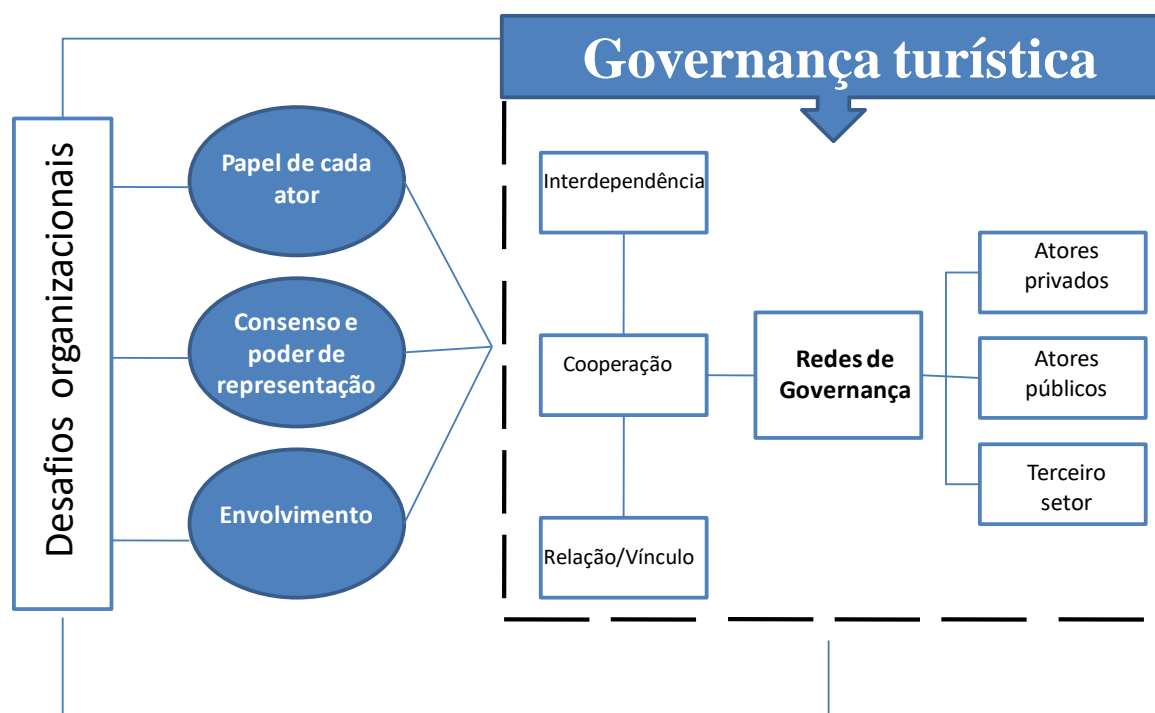 Governança turística
Desafios organizacionais
Papel de cada
ator
Consenso e
poder de
representação
Envolvimento
Interdependência
Cooperação
Relação/Vínculo
Redes de
Governança
Atores
privados
Atores
públicos
Terceiro
setor